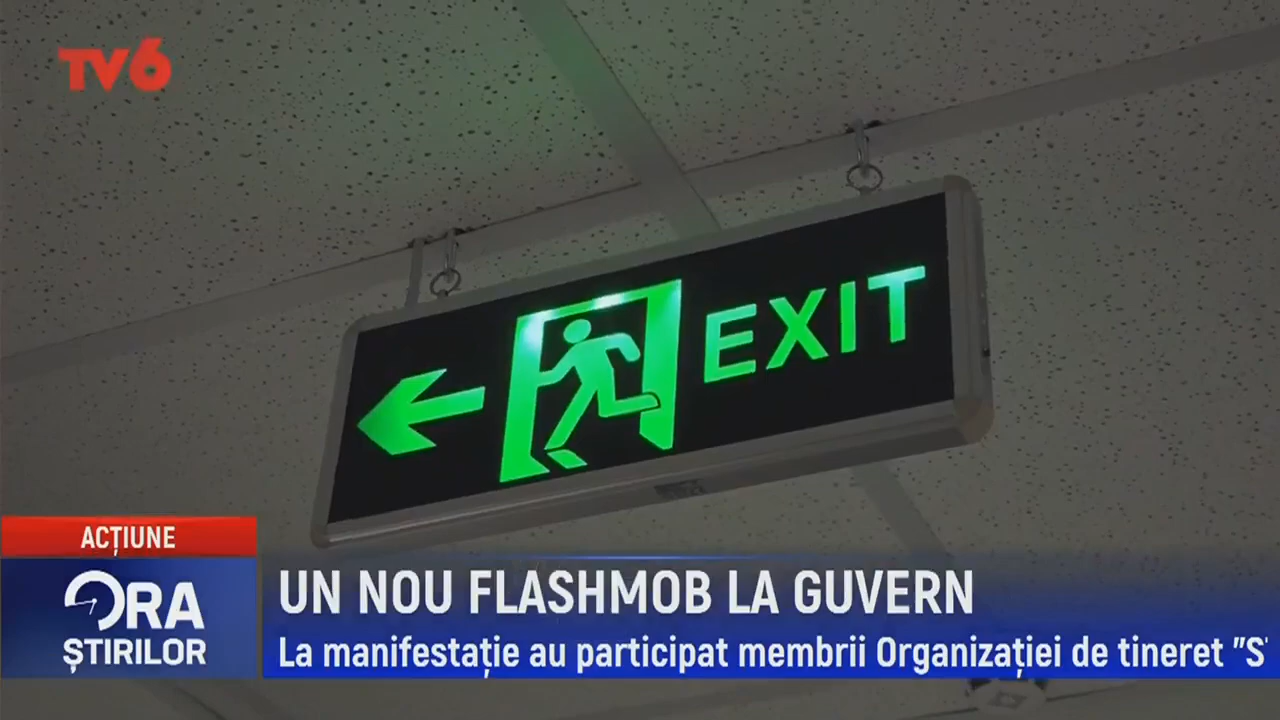 TV6
EXIT
ACȚIUNE
ORA
ȘTIRILOR
UN NOU FLASHMOB LA GUVERN
La manifestație au participat membrii Organizației de tineret "S